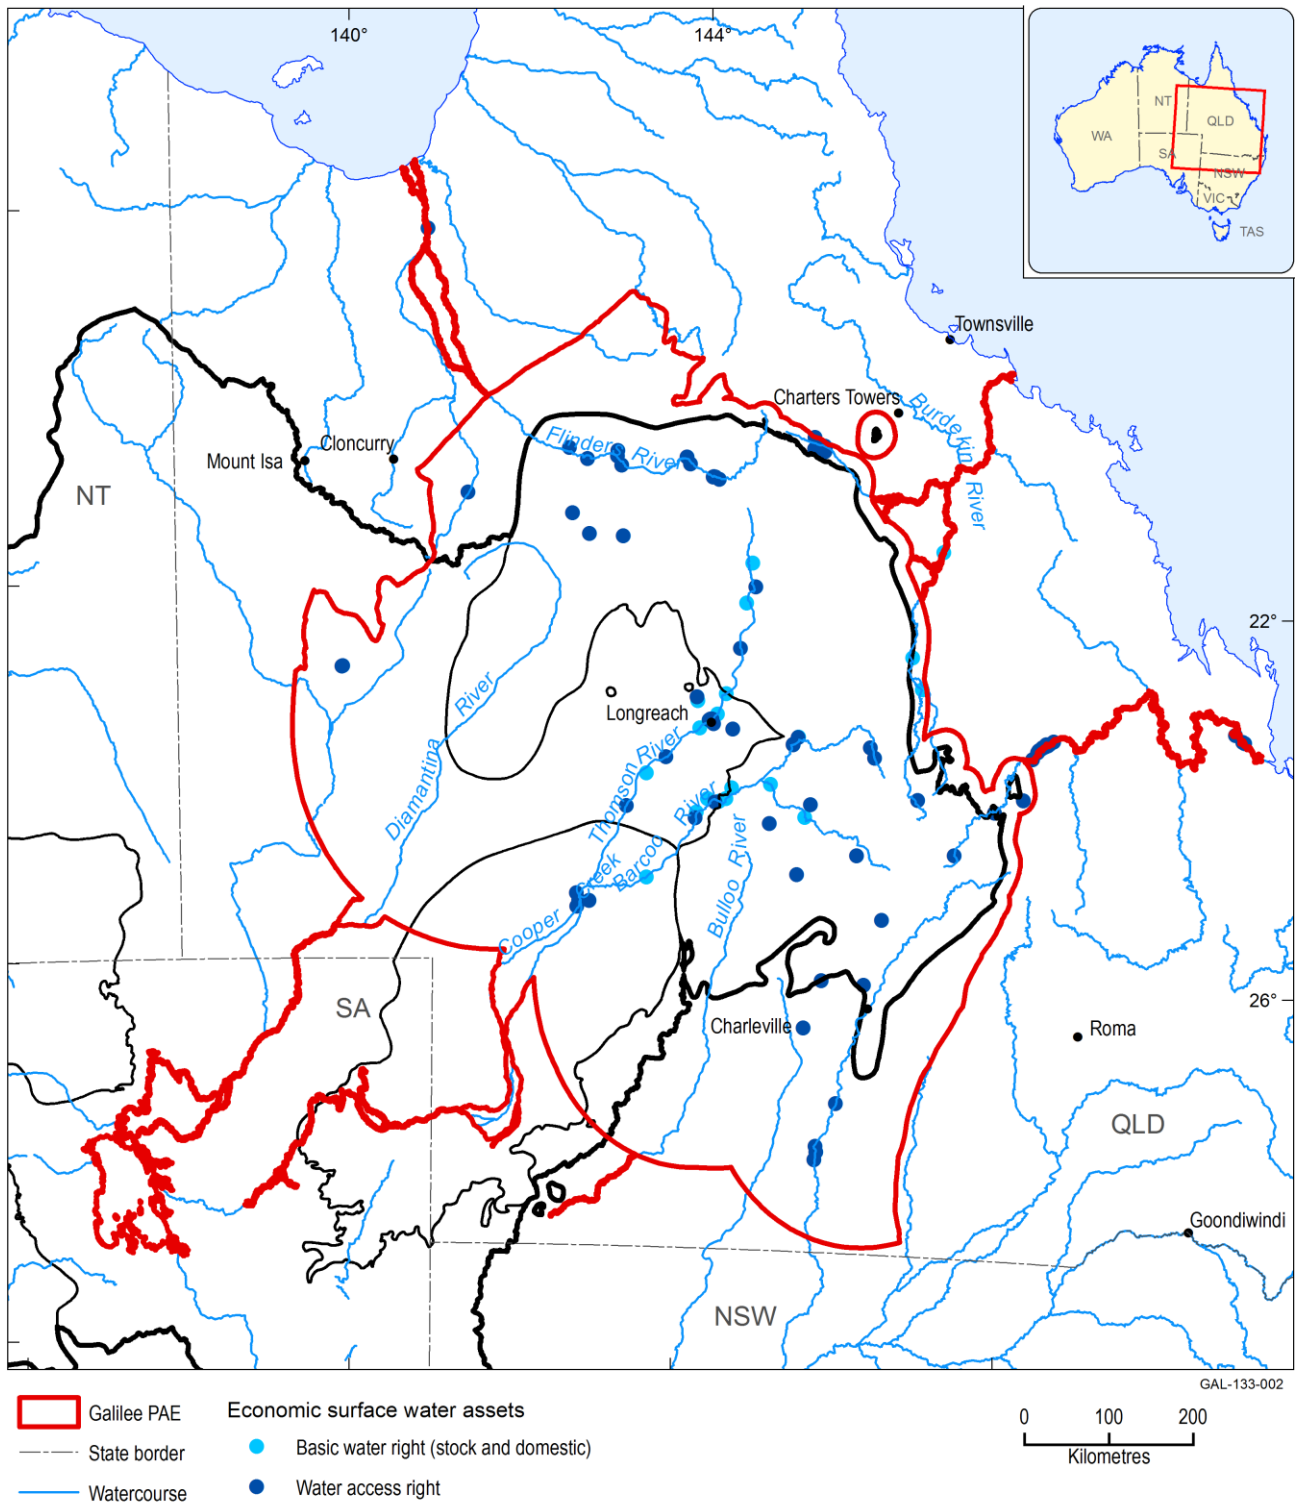 140°
144°
NT
QLD
WA
SA
NSW
VIC
TAS
Townsville
Charters Towers
Burdekin River
Flinders River
Cloncurry
Mount Isa
NT
22°
Longreach
Diamantina River
Thomson River
Barcoo River
Cooper Creek
Bulloo River
SA
26°
Charleville
Roma
QLD
Goondiwindi
NSW
GAL-133-002
Galilee PAE
State border
Watercourse
Economic surface water assets
Basic water right (stock and domestic)
Water access right
0 100 200
Kilometres